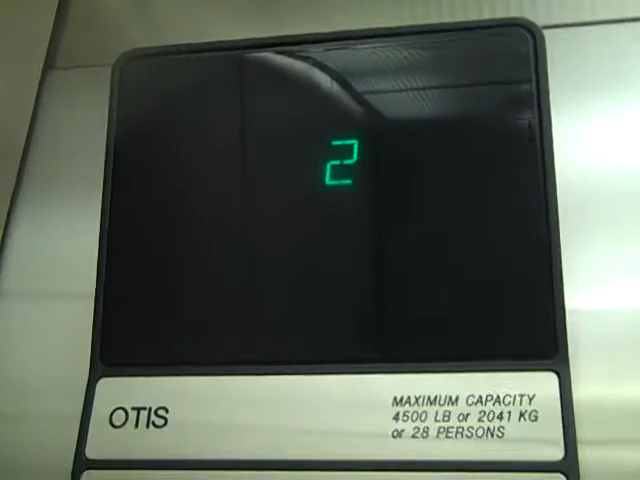 2
OTIS
MAXIMUM CAPACITY
4500 LB or 2041 KG
or 28 PERSONS